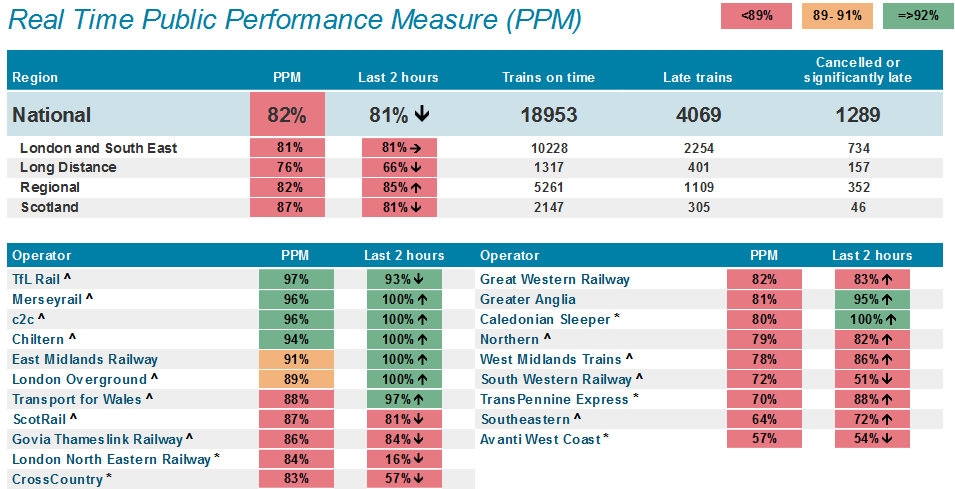 Real Time Public Performance Measure (PPM) <89% 89- 91% =>92%
Region PPM Last 2 hours Trains on time Late trains Cancelled or significantly late
National 82% 81% 🡳 18953 4069 1289
London and South East 81% 81% 🡲 10228 2254 734
Long Distance 76% 66% 🡳 1317 401 157
Regional 82% 85% 🡱 5261 1109 352
Scotland 87% 81% 🡳 2147 305 46
Operator PPM Last 2 hours
TfL Rail ^ 97% 93% 🡳
Merseyrail ^ 96% 100% 🡱
c2c ^ 96% 100% 🡱
Chiltern ^ 94% 100% 🡱
East Midlands Railway 91% 100% 🡱
London Overground ^ 89% 100% 🡱
Transport for Wales ^ 88% 97% 🡱
ScotRail ^ 87% 81% 🡳
Govia Thameslink Railway ^ 86% 84% 🡳
London North Eastern Railway * 84% 16% 🡳
CrossCountry * 83% 57% 🡳
Operator PPM Last 2 hours
Great Western Railway 82% 83% 🡱
Greater Anglia 81% 95% 🡱
Caledonian Sleeper * 80% 100% 🡱
Northern ^ 79% 82% 🡱
West Midlands Trains ^ 78% 86% 🡱
South Western Railway ^ 72% 51% 🡳
TransPennine Express * 70% 88% 🡱
Southeastern ^ 64% 72% 🡱
Avanti West Coast * 57% 54% 🡳